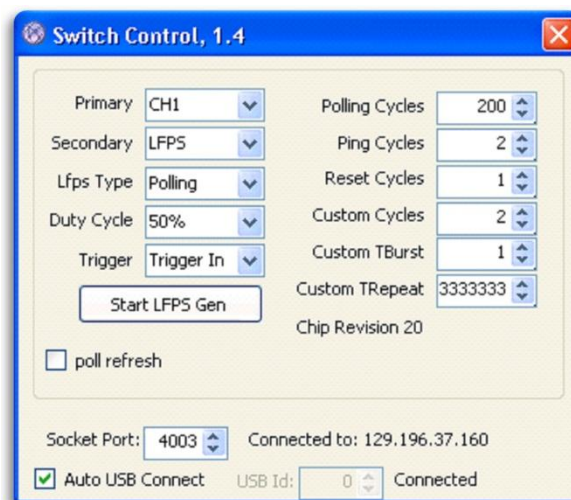 Switch Control, 1.4
Primary CH1
Secondary LFPS
Lfps Type Polling
Duty Cycle 50%
Trigger Trigger In
Start LFPS Gen
poll refresh
Polling Cycles 200
Ping Cycles 2
Reset Cycles 1
Custom Cycles 2
Custom TBurst 1
Custom TRepeat 3333333
Chip Revision 20
Socket Port: 4003 Connected to: 129.196.37.160
Auto USB Connect USB Id: 0 Connected